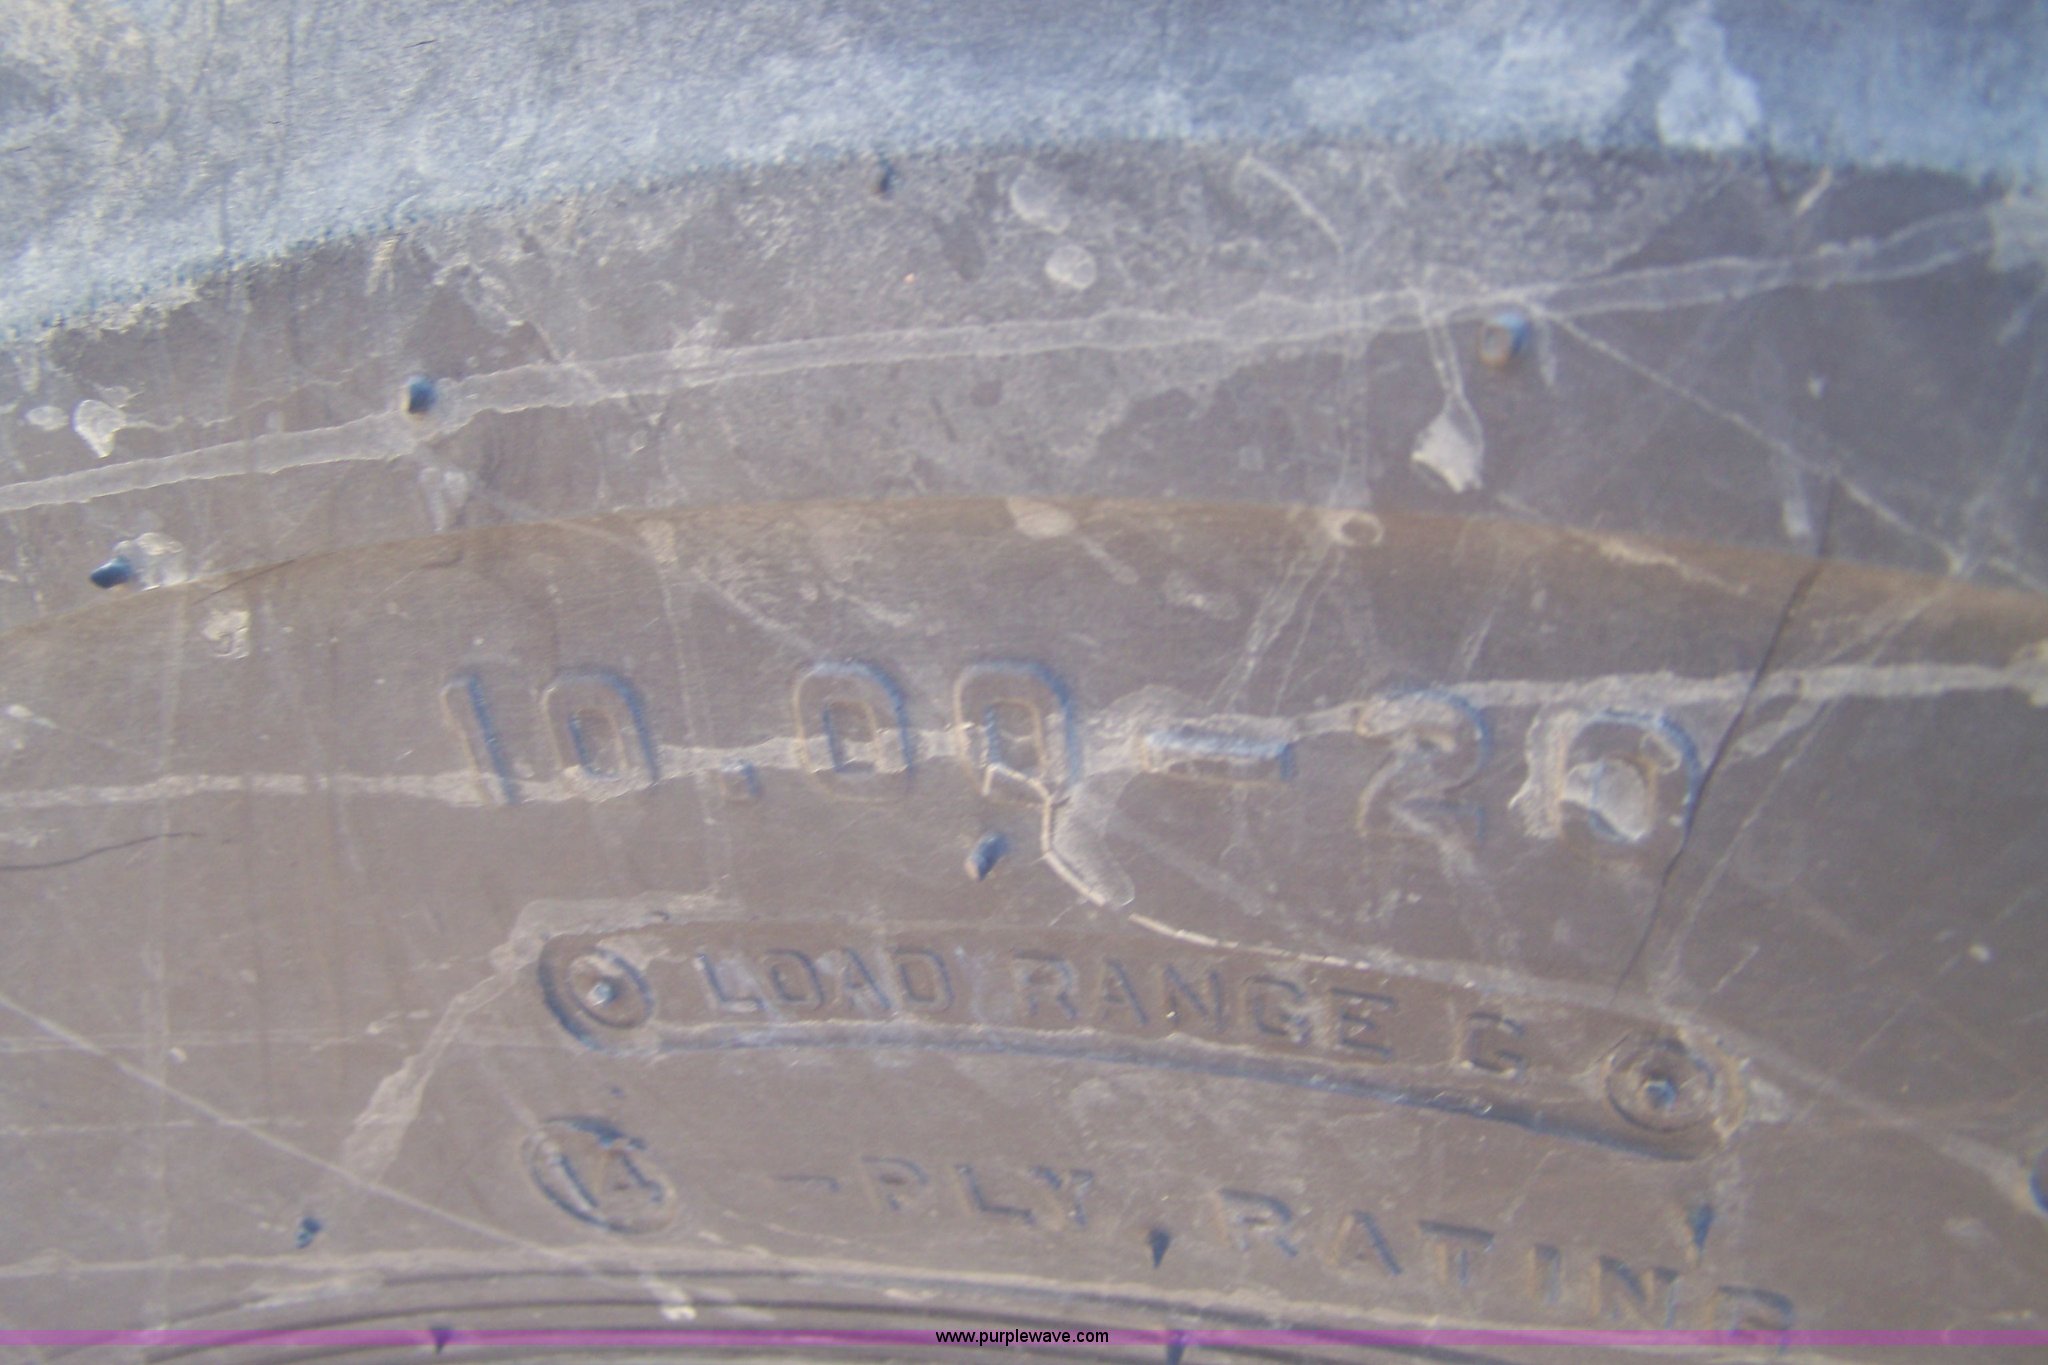 10.00-20
LOAD RANGE G
14 -PLY RATING
www.purplewave.com